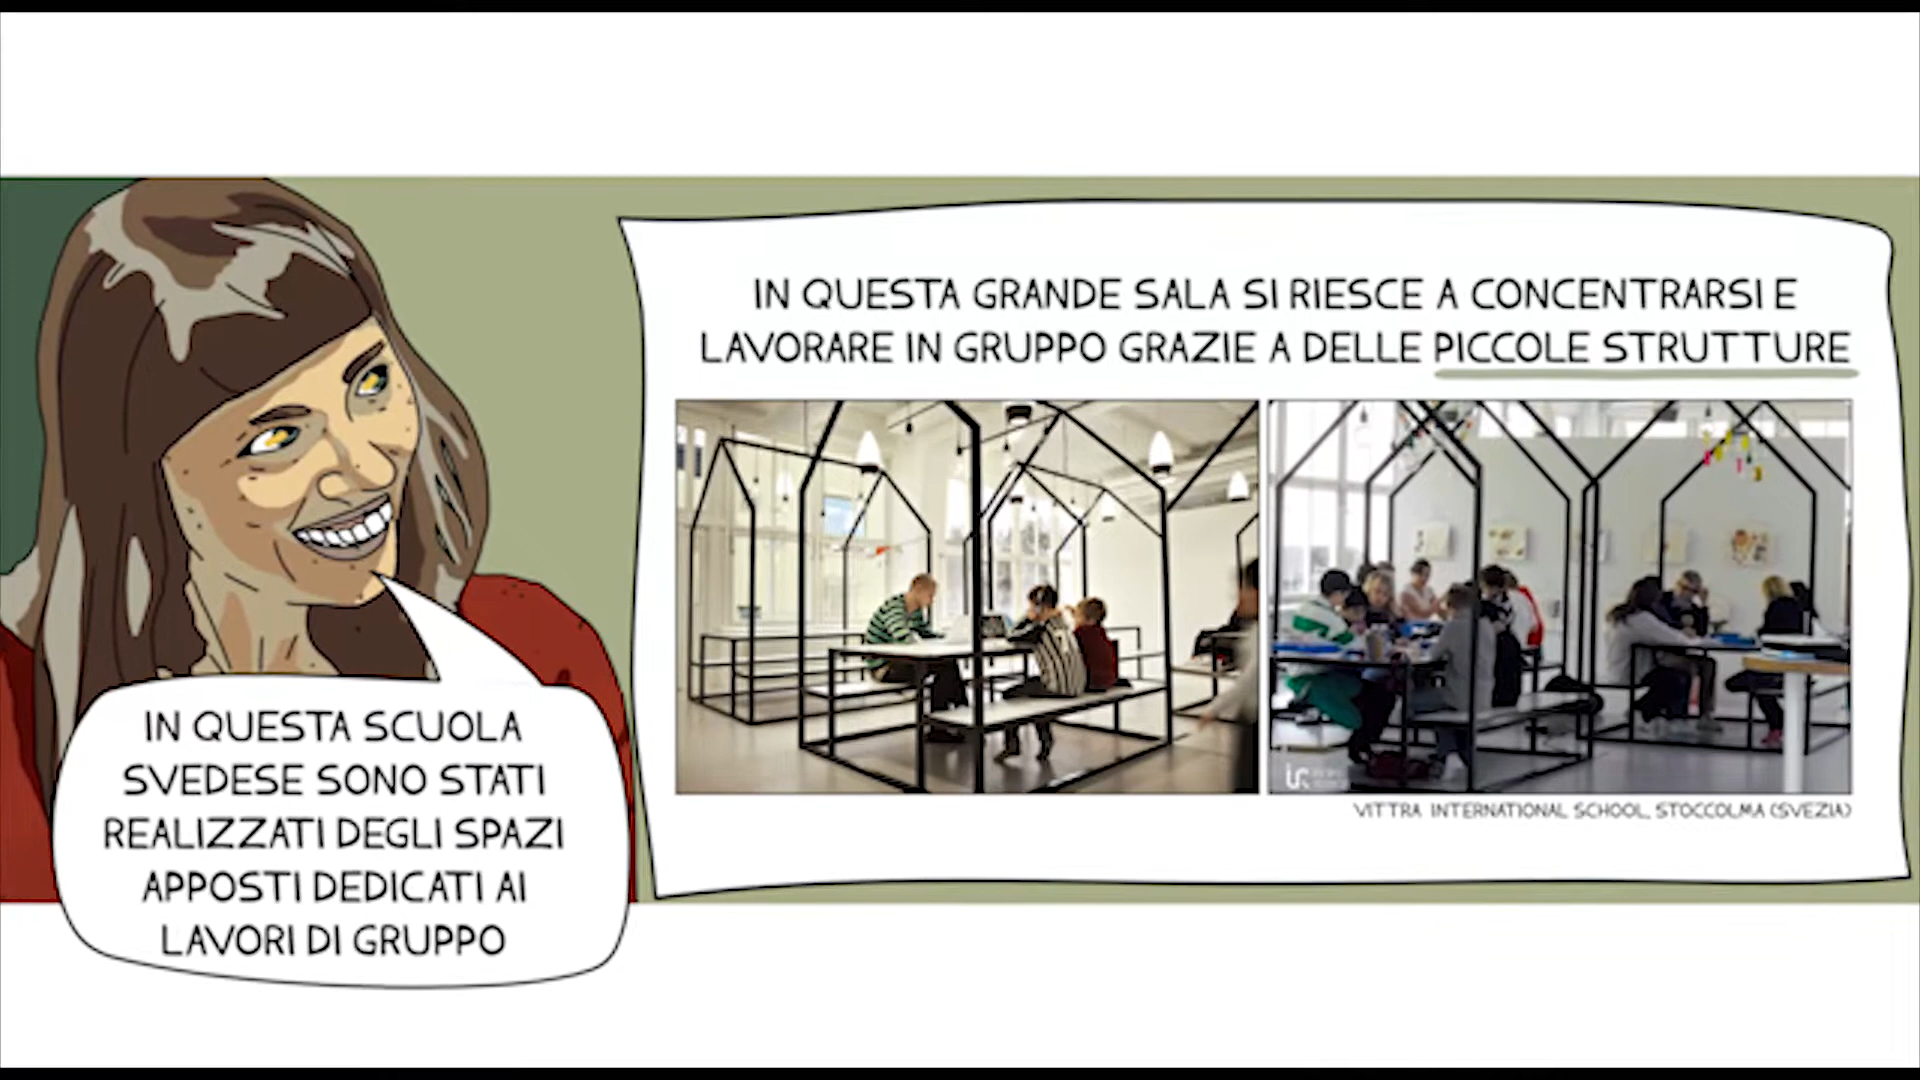 IN QUESTA GRANDE SALA SI RIESCE A CONCENTRARSI E
LAVORARE IN GRUPPO GRAZIE A DELLE PICCOLE STRUTTURE
VITTRA INTERNATIONAL SCHOOL, STOCCOLMA (SVEZIA)
IN QUESTA SCUOLA
SVEDESE SONO STATI
REALIZZATI DEGLI SPAZI
APPOSTI DEDICATI AI
LAVORI DI GRUPPO